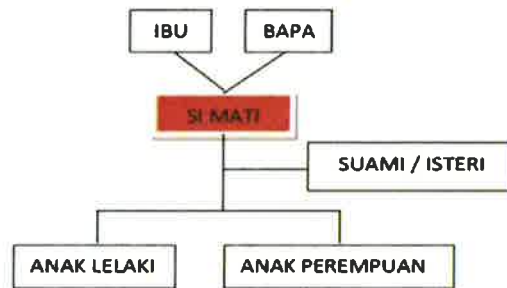 IBU
BAPA
SI MATI
SUAMI / ISTERI
ANAK LELAKI
ANAK PEREMPUAN